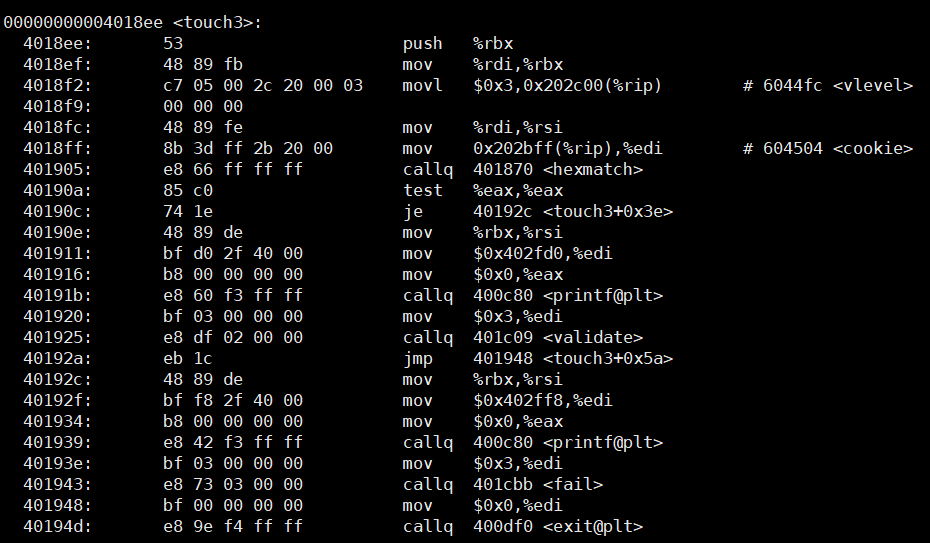 00000000004018ee <touch3>:
  4018ee:	53                   	push   %rbx
  4018ef:	48 89 fb             	mov    %rdi,%rbx
  4018f2:	c7 05 00 2c 20 00 03 	movl   $0x3,0x202c00(%rip)        # 6044fc <vlevel>
  4018f9:	00 00 00
  4018fc:	48 89 fe             	mov    %rdi,%rsi
  4018ff:	8b 3d ff 2b 20 00    	mov    0x202bff(%rip),%edi        # 604504 <cookie>
  401905:	e8 66 ff ff ff       	callq  401870 <hexmatch>
  40190a:	85 c0                	test   %eax,%eax
  40190c:	74 1e                	je     40192c <touch3+0x3e>
  40190e:	48 89 de             	mov    %rbx,%rsi
  401911:	bf d0 2f 40 00       	mov    $0x402fd0,%edi
  401916:	b8 00 00 00 00       	mov    $0x0,%eax
  40191b:	e8 60 f3 ff ff       	callq  400c80 <printf@plt>
  401920:	bf 03 00 00 00       	mov    $0x3,%edi
  401925:	e8 df 02 00 00       	callq  401c09 <validate>
  40192a:	eb 1c                	jmp    401948 <touch3+0x5a>
  40192c:	48 89 de             	mov    %rbx,%rsi
  40192f:	bf f8 2f 40 00       	mov    $0x402ff8,%edi
  401934:	b8 00 00 00 00       	mov    $0x0,%eax
  401939:	e8 42 f3 ff ff       	callq  400c80 <printf@plt>
  40193e:	bf 03 00 00 00       	mov    $0x3,%edi
  401943:	e8 73 03 00 00       	callq  401cbb <fail>
  401948:	bf 00 00 00 00       	mov    $0x0,%edi
  40194d:	e8 9e f4 ff ff       	callq  400df0 <exit@plt>